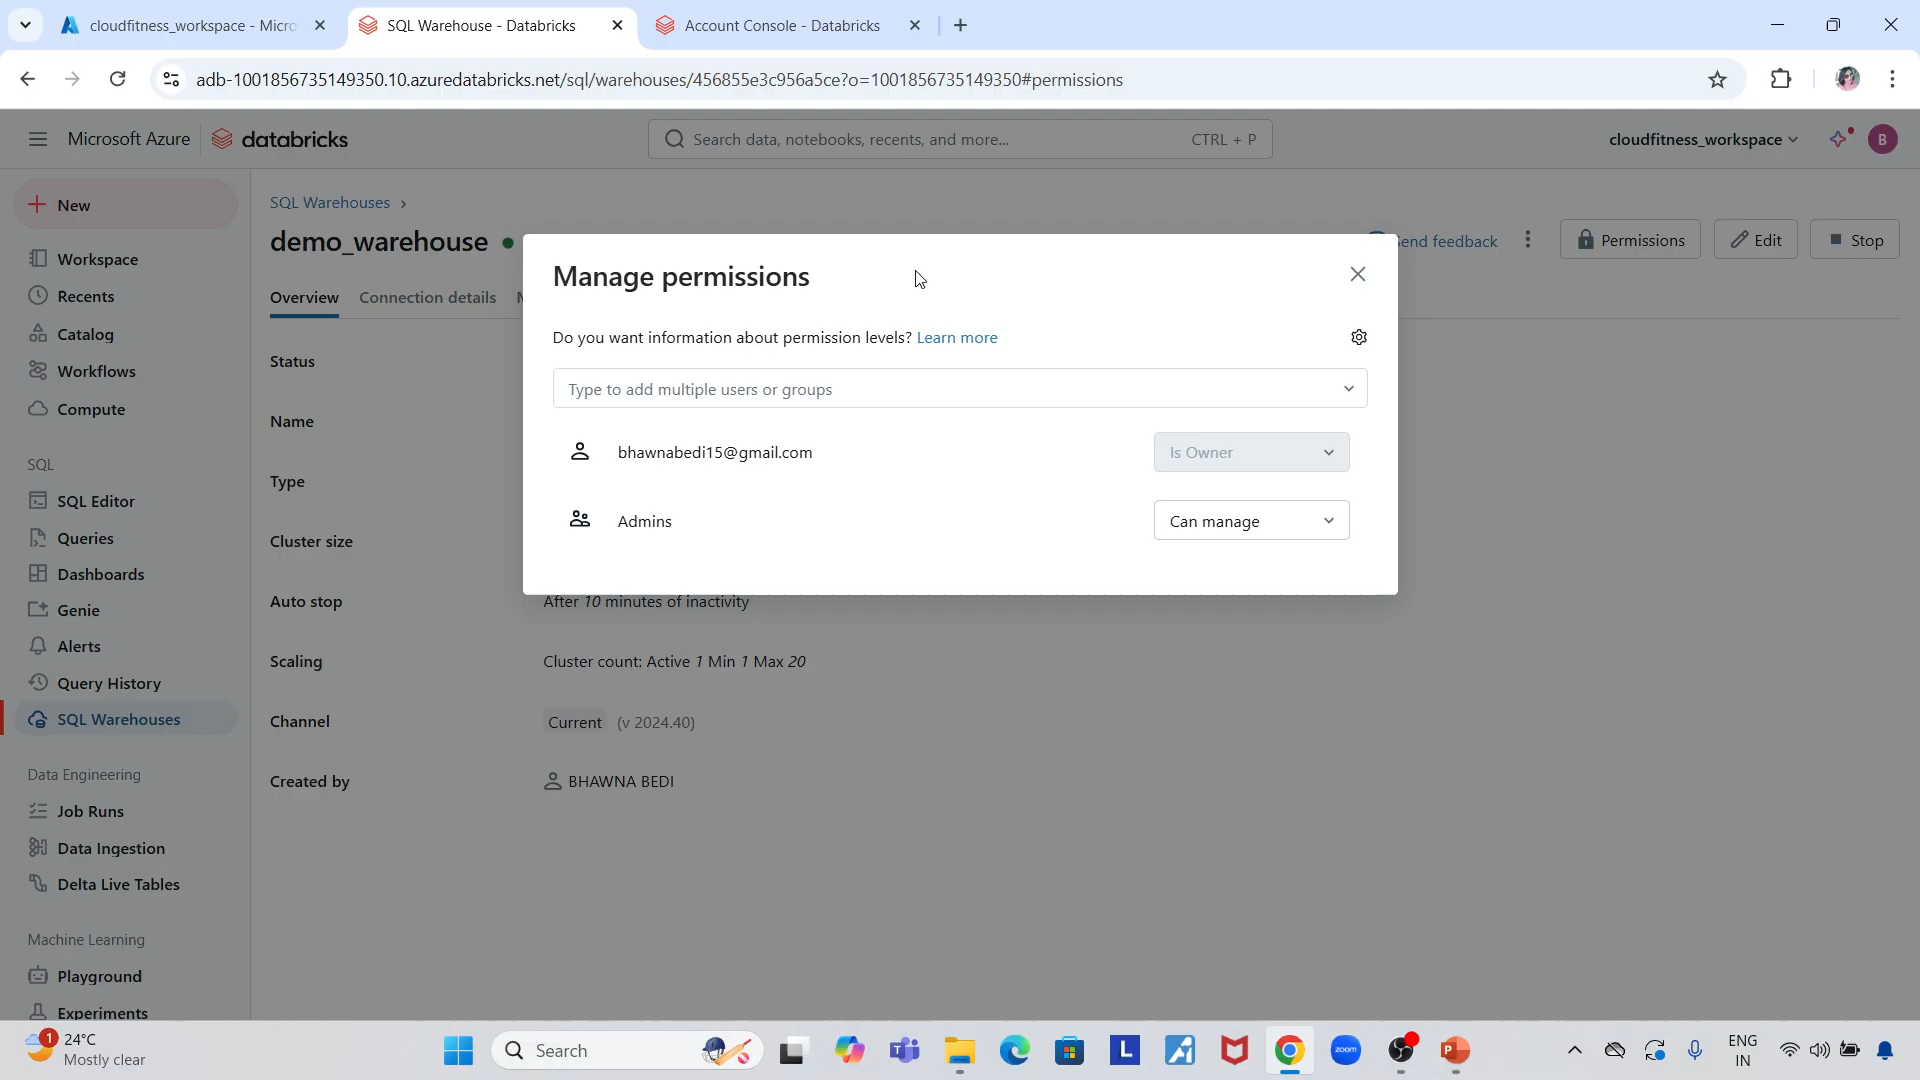 cloudfitness_workspace - Micro
SQL Warehouse - Databricks
Account Console - Databricks
adb-1001856735149350.10.azuredatabricks.net/sql/warehouses/456855e3c956a5ce?o=1001856735149350#permissions
Microsoft Azure
databricks
Search data, notebooks, recents, and more...
CTRL + P
cloudfitness_workspace
B
New
Workspace
Recents
Catalog
Workflows
Compute
SQL
SQL Editor
Queries
Dashboards
Genie
Alerts
Query History
SQL Warehouses
Data Engineering
Job Runs
Data Ingestion
Delta Live Tables
Machine Learning
Playground
Experiments
SQL Warehouses
demo_warehouse
end feedback
Permissions
Edit
Stop
Overview
Connection details
M
Status
Name
Type
Cluster size
Auto stop
After 10 minutes of inactivity
Scaling
Cluster count: Active 1 Min 1 Max 20
Channel
Current (v 2024.40)
Created by
BHAWNA BEDI
Manage permissions
Do you want information about permission levels? Learn more
Type to add multiple users or groups
bhawnabedi15@gmail.com
Is Owner
Admins
Can manage
1
24°C
Mostly clear
Search
L
zoom
ENG
IN